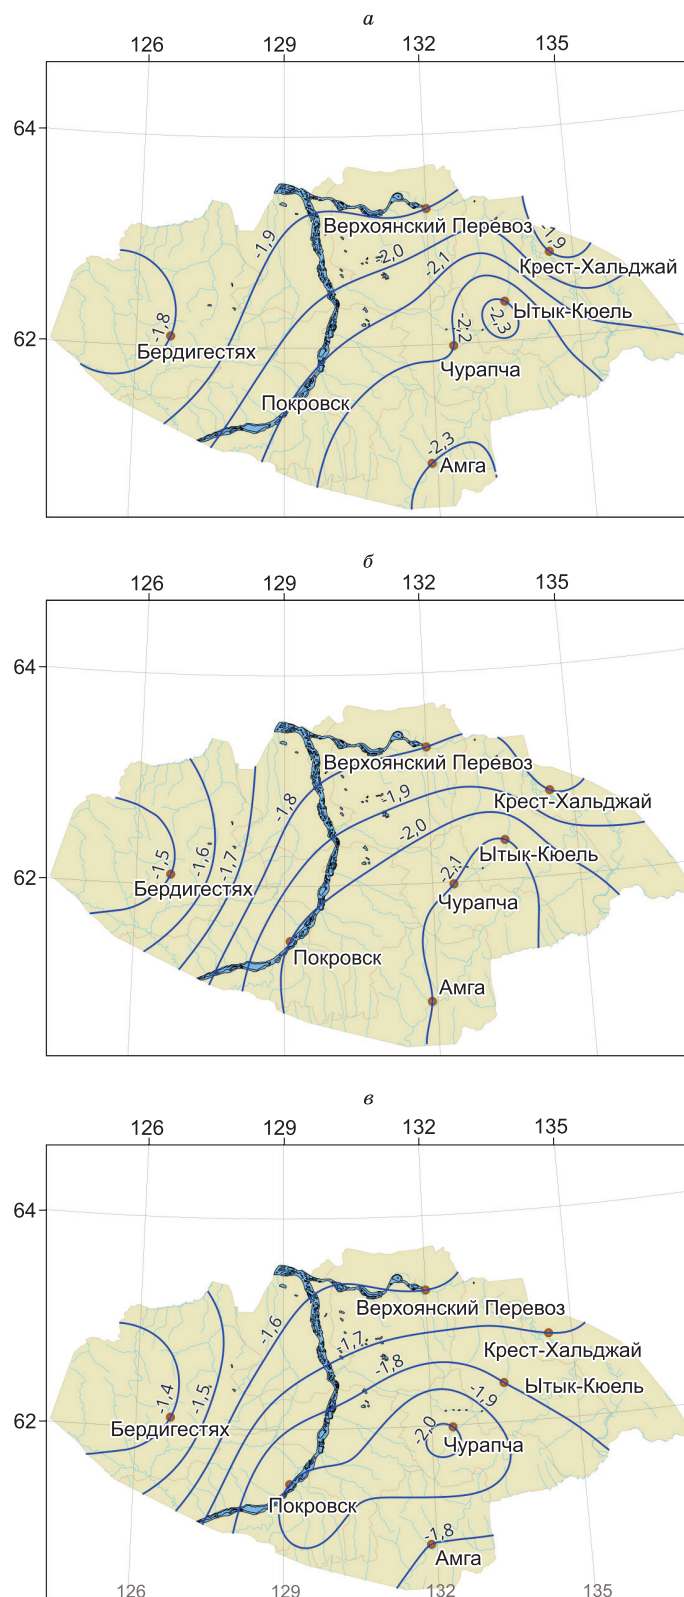 а
126 129 132 135
64
-1,9
Верхоянский Перевоз
-1,9
-2,0
-2,1
Крест-Хальджай
-1,8
-2,2
-2,3
Ытык-Кюель
62
Бердигестях
Чурапча
Покровск
-2,3
Амга
б
126 129 132 135
64
Верхоянский Перевоз
-1,8
-1,9
Крест-Хальджай
-2,0
-1,5
-1,6
-1,7
Ытык-Кюель
62
-2,1
Бердигестях
Чурапча
Покровск
Амга
в
126 129 132 135
64
-1,6
Верхоянский Перевоз
-1,7
Крест-Хальджай
-1,8
-1,4
-1,5
-1,9
Ытык-Кюель
62
Бердигестях
-2,0
Чурапча
Покровск
-1,8
Амга
126 129 132 135